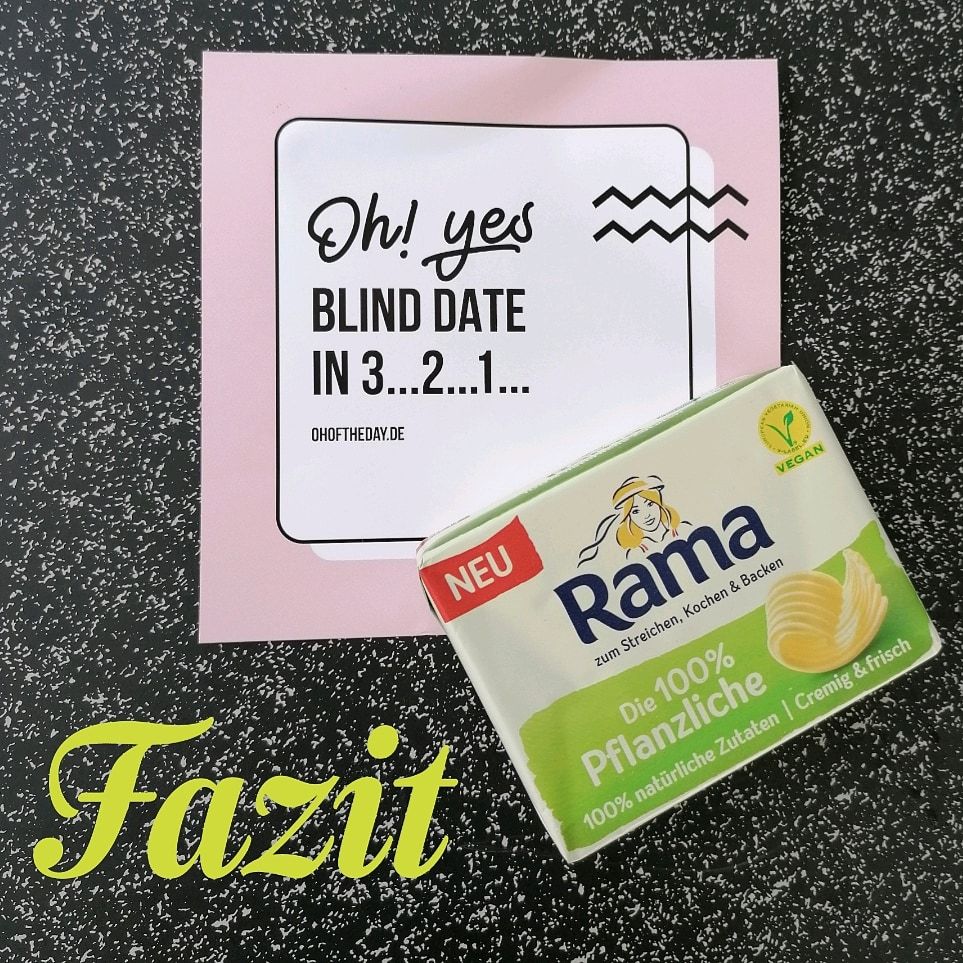 Oh! yes
BLIND DATE
IN 3...2...1...
OHOFTHEDAY.DE
VEGAN
NEU
Rama
zum Streichen, Kochen & Backen
Die 100%
Pflanzliche
100% natürliche Zutaten | Cremig & frisch
Fazit